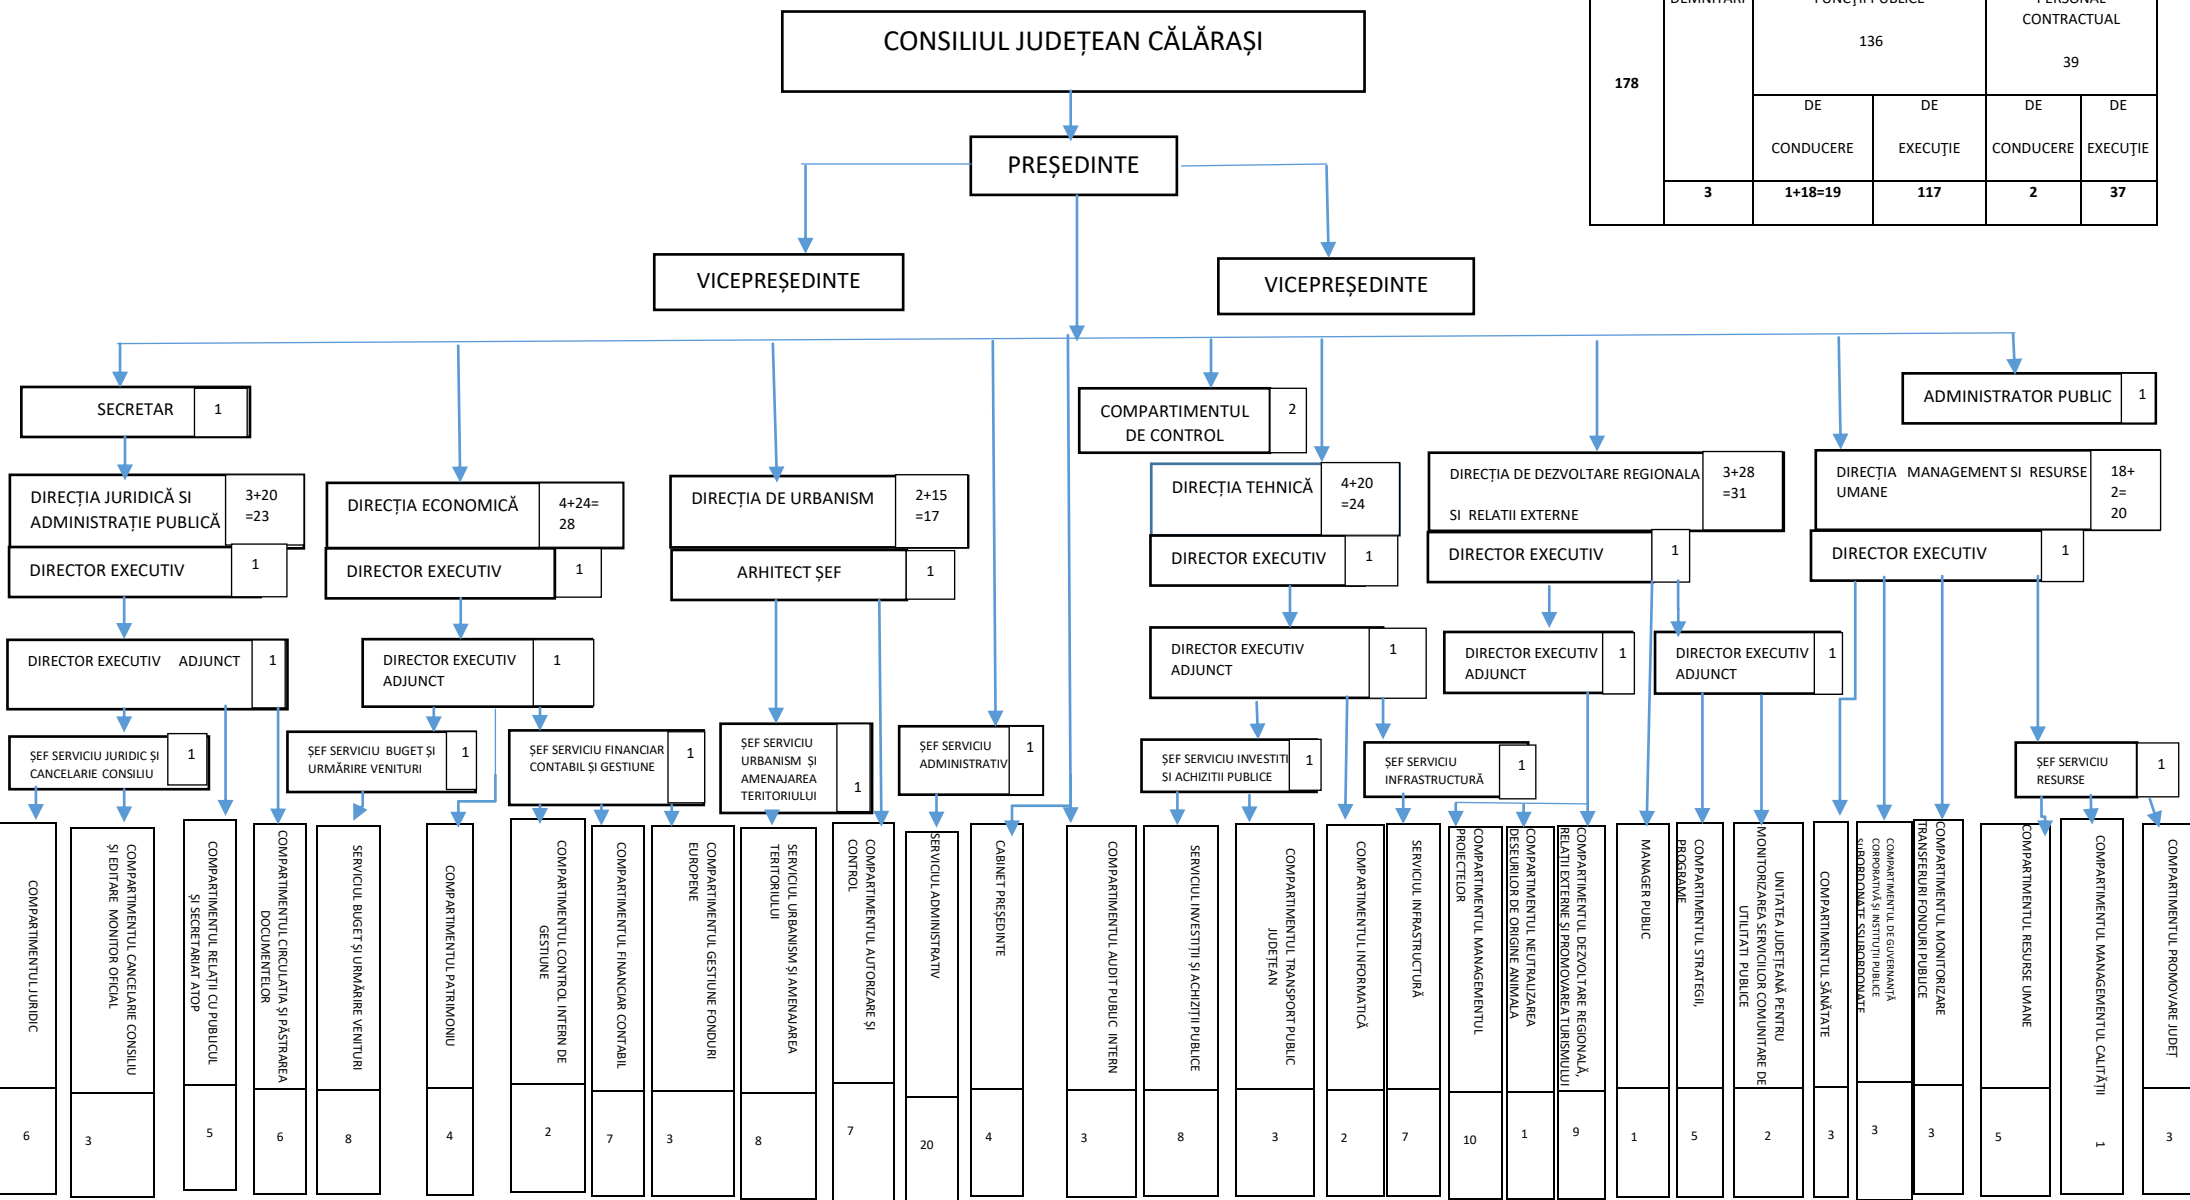 CONSILIUL JUDEȚEAN CĂLĂRAȘI
CONTRACTUAL
136
39
178
DE
CONDUCERE
DE
EXECUŢIE
DE
CONDUCERE
DE
EXECUŢIE
3
1+18=19
117
2
37
PREȘEDINTE
VICEPREȘEDINTE
VICEPREȘEDINTE
SECRETAR
1
COMPARTIMENTUL
DE CONTROL
2
ADMINISTRATOR PUBLIC
1
DIRECȚIA JURIDICĂ SI
ADMINISTRAȚIE PUBLICĂ
3+20
=23
DIRECȚIA ECONOMICĂ
4+24=
28
DIRECȚIA DE URBANISM
2+15
=17
DIRECȚIA TEHNICĂ
4+20
=24
DIRECȚIA DE DEZVOLTARE REGIONALA
SI RELATII EXTERNE
3+28
=31
DIRECȚIA MANAGEMENT SI RESURSE
UMANE
18+
2=
20
DIRECTOR EXECUTIV
1
DIRECTOR EXECUTIV
1
ARHITECT ȘEF
1
DIRECTOR EXECUTIV
1
DIRECTOR EXECUTIV
1
DIRECTOR EXECUTIV
1
DIRECTOR EXECUTIV ADJUNCT
1
DIRECTOR EXECUTIV
ADJUNCT
1
DIRECTOR EXECUTIV
ADJUNCT
1
DIRECTOR EXECUTIV
ADJUNCT
1
DIRECTOR EXECUTIV
ADJUNCT
1
ȘEF SERVICIU JURIDIC ȘI
CANCELARIE CONSILIU
1
ȘEF SERVICIU BUGET ȘI
URMĂRIRE VENITURI
1
ȘEF SERVICIU FINANCIAR
CONTABIL ȘI GESTIUNE
1
ȘEF SERVICIU
URBANISM ȘI
AMENAJAREA
TERITORIULUI
1
ȘEF SERVICIU
ADMINISTRATIV
1
ȘEF SERVICIU INVESTITI
SI ACHIZITII PUBLICE
1
ȘEF SERVICIU
INFRASTRUCTURĂ
1
ȘEF SERVICIU
RESURSE
1
COMPARTIMENTUL JURIDIC
6
COMPARTIMENTUL CANCELARIE CONSILIU
ȘI EDITARE MONITOR OFICIAL
3
COMPARTIMENTUL RELAȚII CU PUBLICUL
ȘI SECRETARIAT ATOP
5
COMPARTIMENTUL CIRCULATIA ȘI PĂSTRAREA
DOCUMENTELOR
6
SERVICIUL BUGET ȘI URMĂRIRE VENITURI
8
COMPARTIMENTUL PATRIMONIU
4
COMPARTIMENTUL CONTROL INTERN DE
GESTIUNE
2
COMPARTIMENTUL FINANCIAR CONTABIL
7
COMPARTIMENTUL GESTIUNE FONDURI
EUROPENE
3
SERVICIUL URBANISM ȘI AMENAJAREA
TERITORIULUI
8
COMPARTIMENTUL AUTORIZARE ȘI
CONTROL
7
SERVICIUL ADMINISTRATIV
20
CABINET PREȘEDINTE
4
COMPARTIMENTUL AUDIT PUBLIC INTERN
3
SERVICIUL INVESTIȚII ȘI ACHIZIȚII PUBLICE
8
COMPARTIMENTUL TRANSPORT PUBLIC
JUDEȚEAN
3
COMPARTIMENTUL INFORMATICĂ
2
SERVICIUL INFRASTRUCTURĂ
7
COMPARTIMENTUL MANAGEMENTUL
PROIECTELOR
10
COMPARTIMENTUL NEUTRALIZAREA
DESEURILOR DE ORIGINE ANIMALA
1
COMPARTIMENTUL DEZVOLTARE REGIONALĂ,
RELAȚII EXTERNE SI PROMOVAREA TURISMULUI
9
MANAGER PUBLIC
1
COMPARTIMENTUL STRATEGII,
PROGRAME
5
UNITATEA JUDEȚEANĂ PENTRU
MONITORIZAREA SERVICIILOR COMUNITARE DE
UTILITATI PUBLICE
2
COMPARTIMENTUL SĂNĂTATE
3
COMPARTIMENTUL DE GUVERNANȚĂ
CORPORATIVĂ ȘI INSTITUȚII PUBLICE
SUBORDONATE SSUBORDONATE
3
COMPARTIMENTUL MONITORIZARE
TRANSFERURI FONDURI PUBLICE
3
COMPARTIMENTUL RESURSE UMANE
5
COMPARTIMENTUL MANAGEMENTUL CALITĂȚII
1
COMPARTIMENTUL PROMOVARE JUDEȚ
3